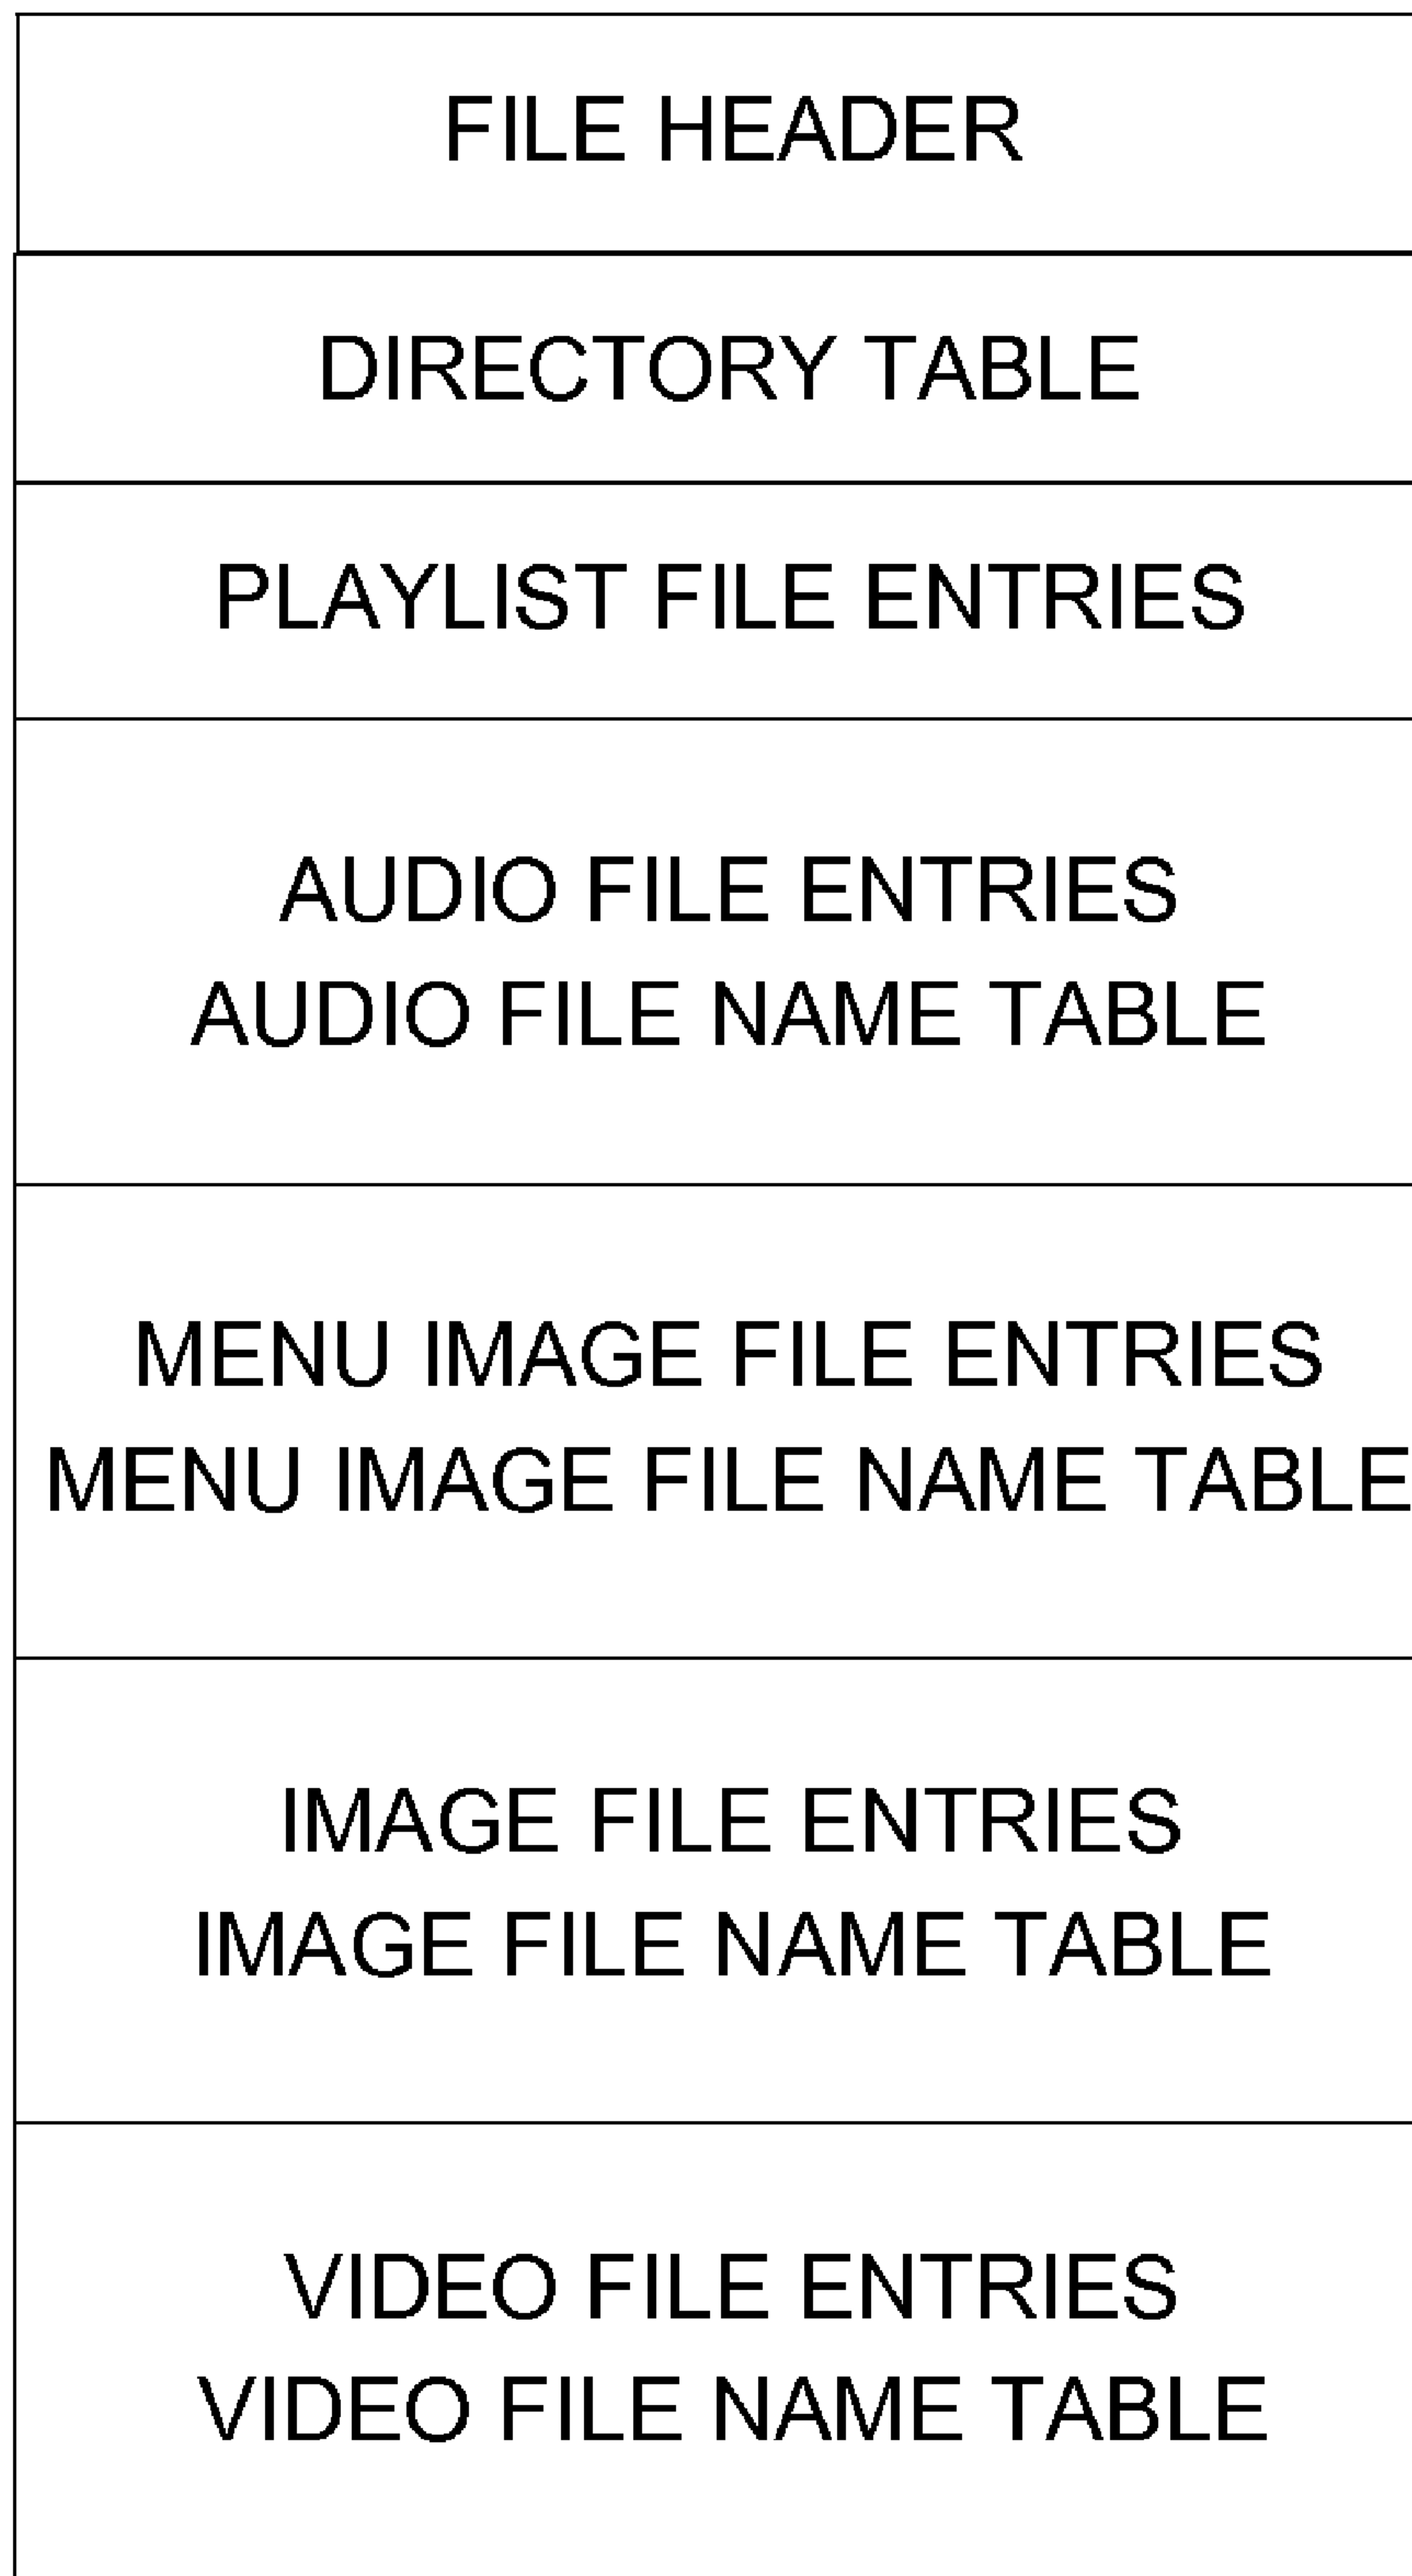 FILE HEADER
DIRECTORY TABLE
PLAYLIST FILE ENTRIES
AUDIO FILE ENTRIES
AUDIO FILE NAME TABLE
MENU IMAGE FILE ENTRIES
MENU IMAGE FILE NAME TABLE
IMAGE FILE ENTRIES
IMAGE FILE NAME TABLE
VIDEO FILE ENTRIES
VIDEO FILE NAME TABLE